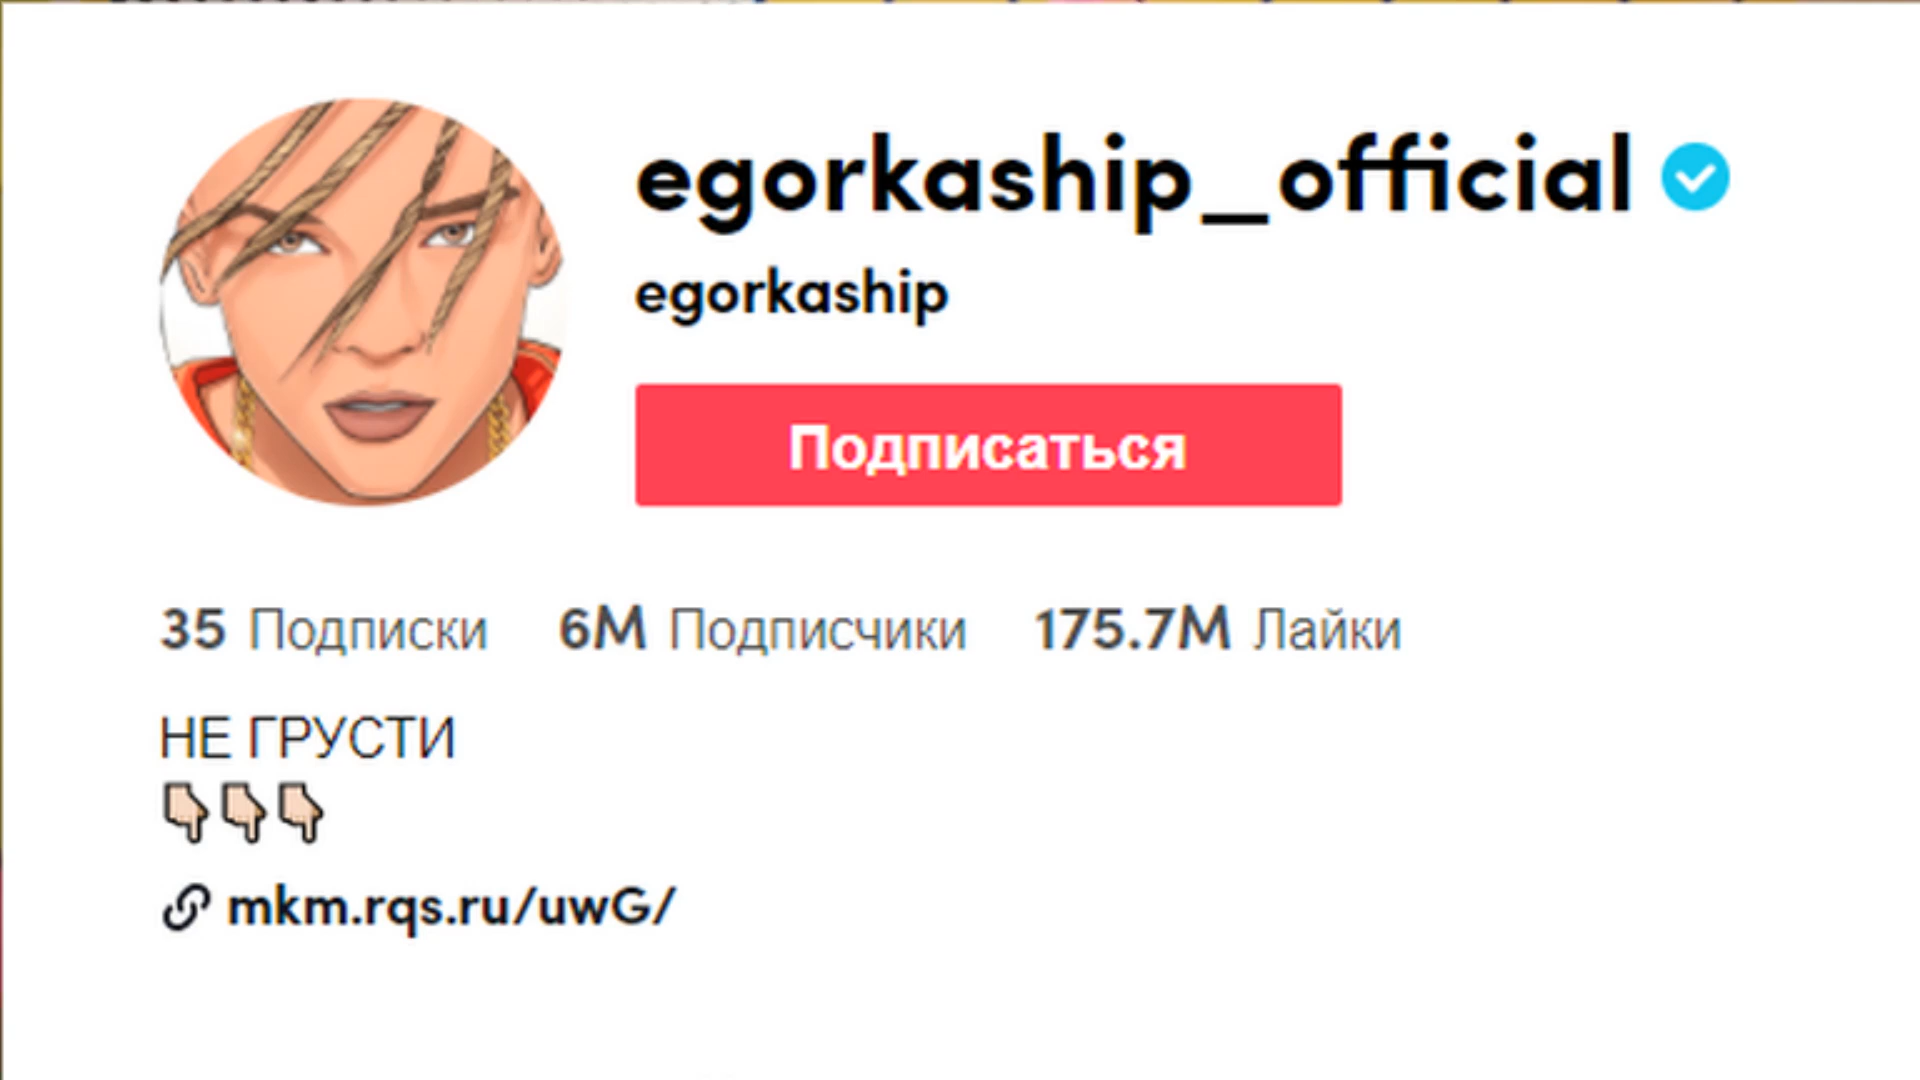 egorkaship_official
egorkaship
Подписаться
35 Подписки 6M Подписчики 175.7M Лайки
НЕ ГРУСТИ
👇🏻👇🏻👇🏻
mkm.rqs.ru/uwG/